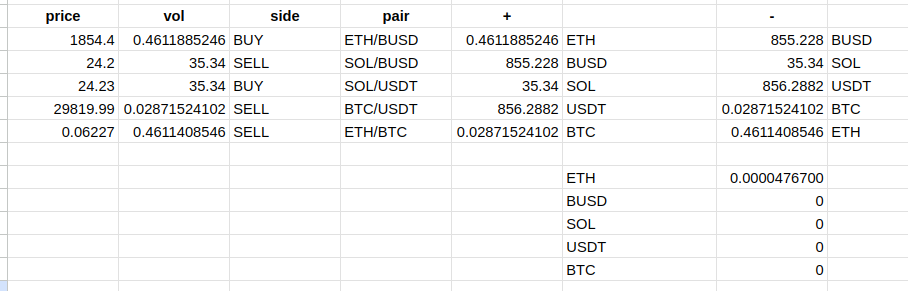 price vol side pair + -
1854.4 0.4611885246 BUY ETH/BUSD 0.4611885246 ETH 855.228 BUSD
24.2 35.34 SELL SOL/BUSD 855.228 BUSD 35.34 SOL
24.23 35.34 BUY SOL/USDT 35.34 SOL 856.2882 USDT
29819.99 0.02871524102 SELL BTC/USDT 856.2882 USDT 0.02871524102 BTC
0.06227 0.4611408546 SELL ETH/BTC 0.02871524102 BTC 0.4611408546 ETH
ETH 0.0000476700
BUSD 0
SOL 0
USDT 0
BTC 0